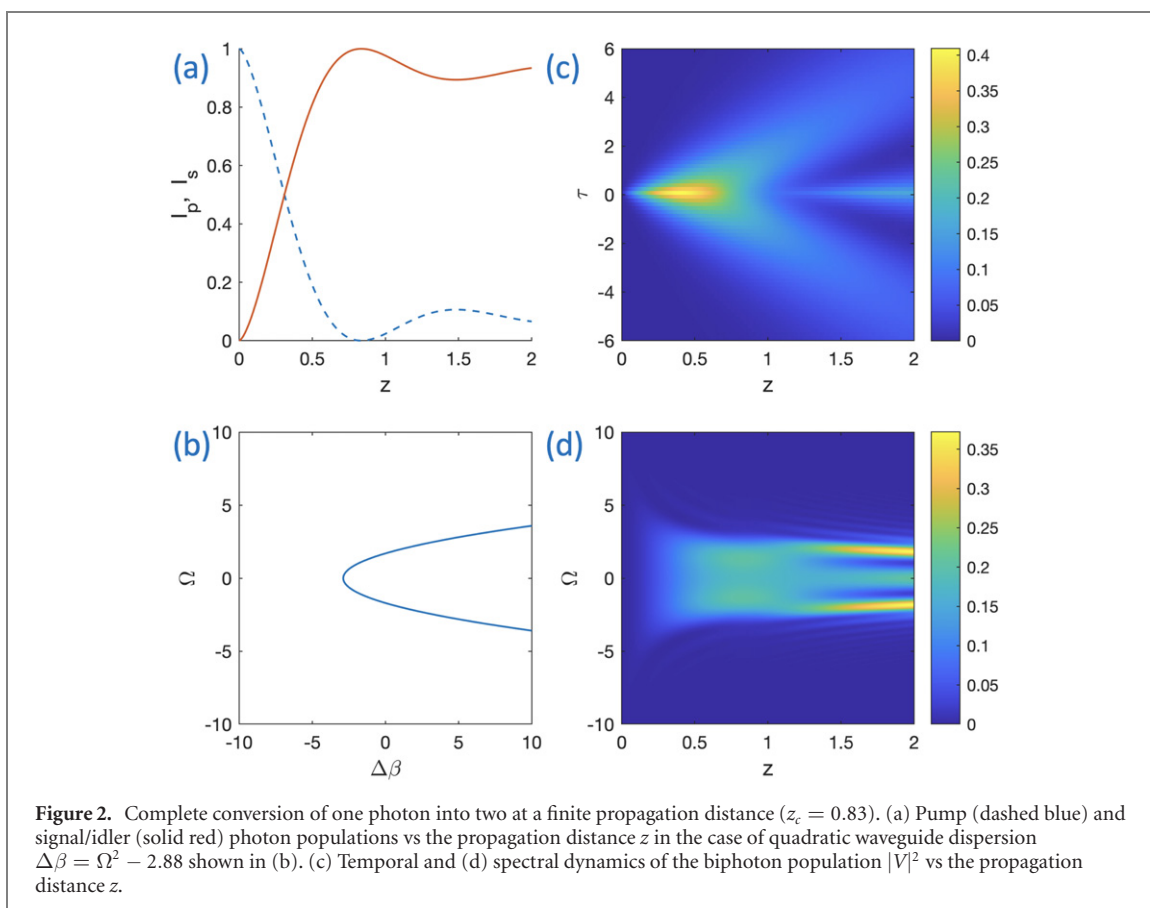 (a)
1
0.8
0.6
0.4
0.2
0
I_p, I_s
0 0.5 1 1.5 2
z
(c)
6
4
2
0
-2
-4
-6
τ
0 0.5 1 1.5 2
z
0.4
0.35
0.3
0.25
0.2
0.15
0.1
0.05
0
(b)
10
5
0
-5
-10
Ω
-10 -5 0 5 10
Δβ
(d)
10
5
0
-5
-10
Ω
0 0.5 1 1.5 2
z
0.35
0.3
0.25
0.2
0.15
0.1
0.05
0
Figure 2. Complete conversion of one photon into two at a finite propagation distance (z_c = 0.83). (a) Pump (dashed blue) and
signal/idler (solid red) photon populations vs the propagation distance z in the case of quadratic waveguide dispersion
Δβ = Ω² − 2.88 shown in (b). (c) Temporal and (d) spectral dynamics of the biphoton population |V|² vs the propagation
distance z.